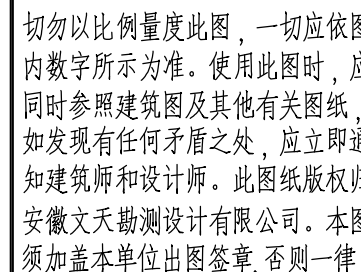 切勿以比例量度此图，一切应依图
内数字所示为准。使用此图时，应
同时参照建筑图及其他有关图纸，
如发现有任何矛盾之处，应立即通
知建筑师和设计师。此图纸版权归
安徽文天勘测设计有限公司。本图
须加盖本单位出图签章,否则一律